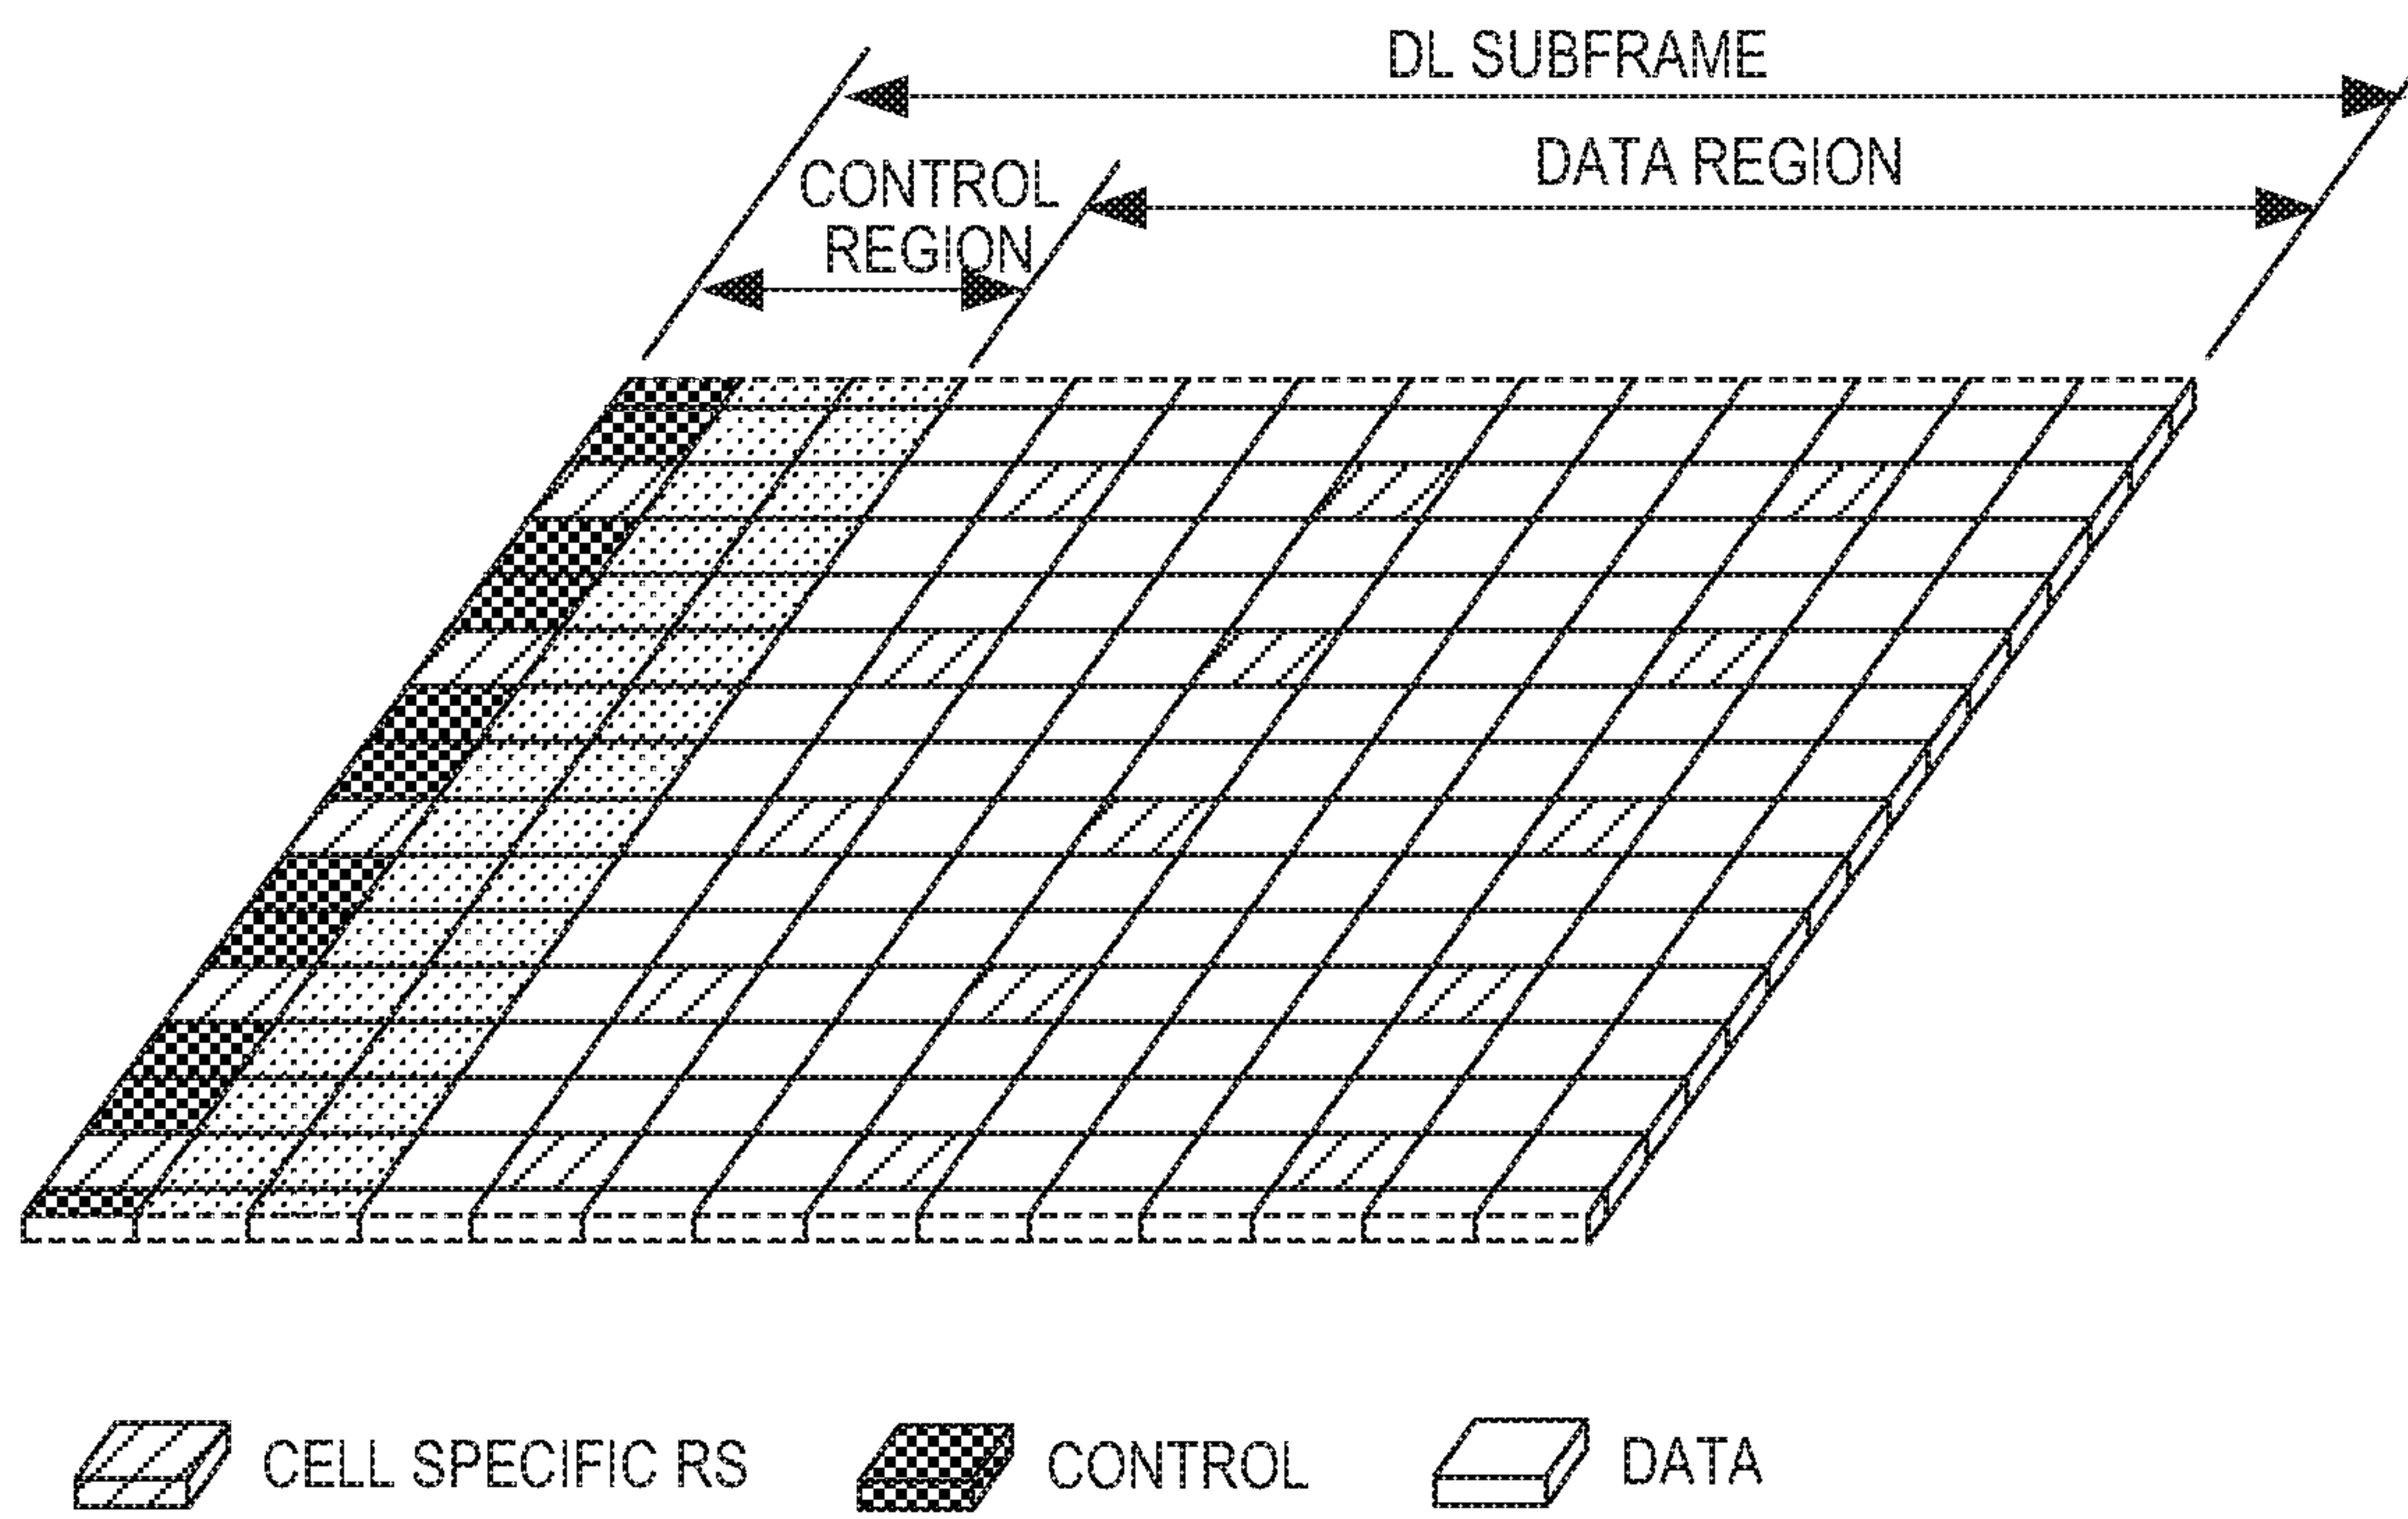 DL SUBFRAME
DATA REGION
CONTROL
REGION
CELL SPECIFIC RS
CONTROL
DATA